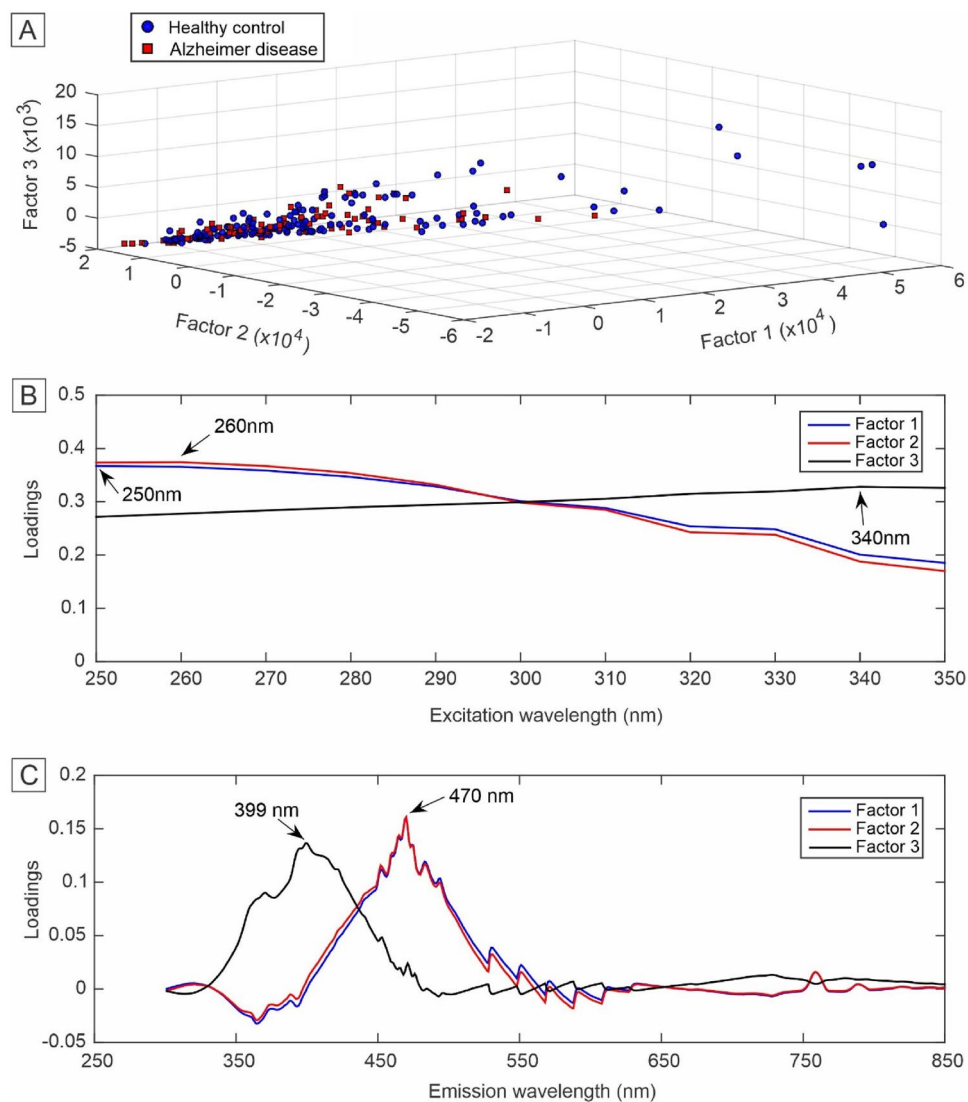 A
Healthy control
Alzheimer disease
Factor 3 (x10⁻³)
20
15
10
5
0
-5
2
1
0
-1
-2
-3
-4
-5
-6
Factor 2 (x10⁴)
-2
-1
0
1
2
3
4
5
6
Factor 1 (x10⁴)
B
0.5
0.4
0.3
0.2
0.1
0
Loadings
260nm
250nm
340nm
Factor 1
Factor 2
Factor 3
250 260 270 280 290 300 310 320 330 340 350
Excitation wavelength (nm)
C
0.2
0.15
0.1
0.05
0
-0.05
Loadings
399 nm
470 nm
Factor 1
Factor 2
Factor 3
250 350 450 550 650 750 850
Emission wavelength (nm)